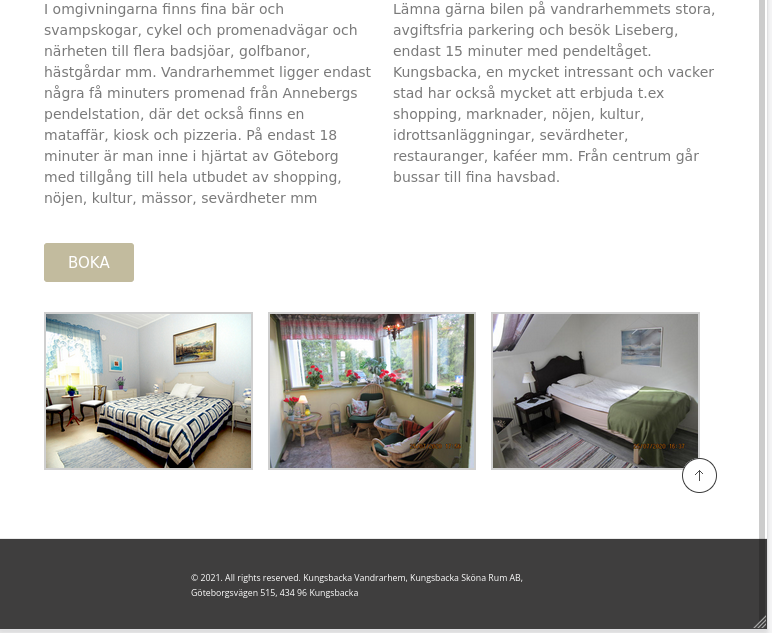 I omgivningarna finns fina bär och
svampskogar, cykel och promenadvägar och
närheten till flera badsjöar, golfbanor,
hästgårdar mm. Vandrarhemmet ligger endast
några få minuters promenad från Annebergs
pendelstation, där det också finns en
mataffär, kiosk och pizzeria. På endast 18
minuter är man inne i hjärtat av Göteborg
med tillgång till hela utbudet av shopping,
nöjen, kultur, mässor, sevärdheter mm
Lämna gärna bilen på vandrarhemmets stora,
avgiftsfria parkering och besök Liseberg,
endast 15 minuter med pendeltåget.
Kungsbacka, en mycket intressant och vacker
stad har också mycket att erbjuda t.ex
shopping, marknader, nöjen, kultur,
idrottsanläggningar, sevärdheter,
restauranger, kaféer mm. Från centrum går
bussar till fina havsbad.
BOKA
© 2021. All rights reserved. Kungsbacka Vandrarhem, Kungsbacka Sköna Rum AB,
Göteborgsvägen 515, 434 96 Kungsbacka